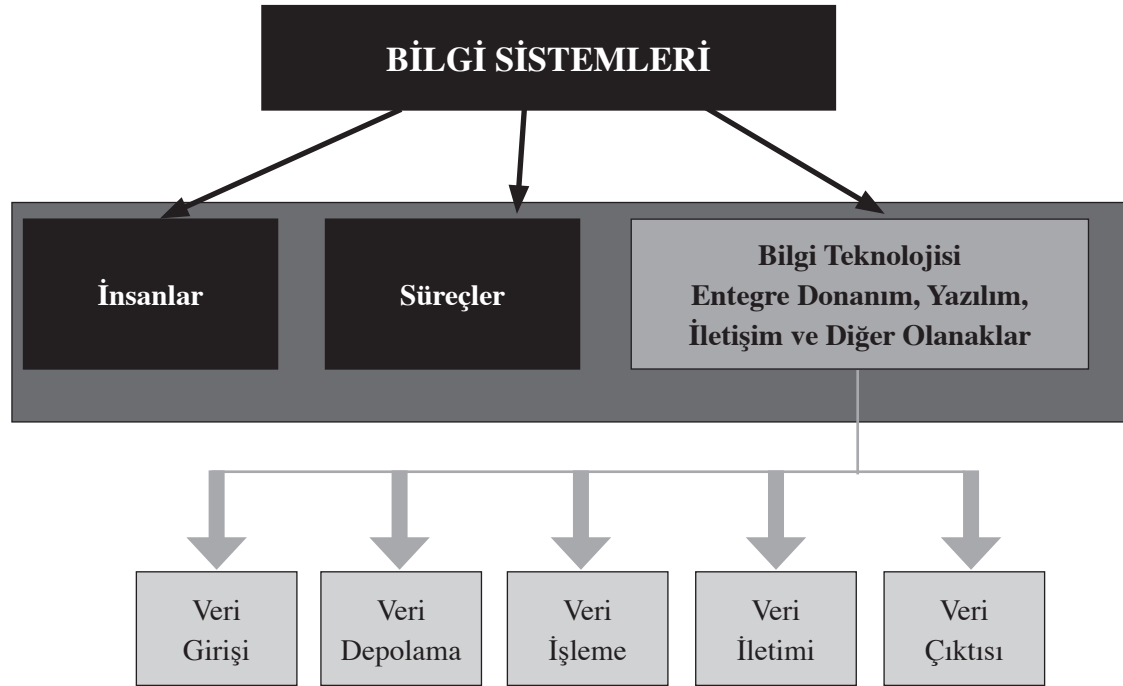 BİLGİ SİSTEMLERİ
İnsanlar
Süreçler
Bilgi Teknolojisi
Entegre Donanım, Yazılım,
İletişim ve Diğer Olanaklar
Veri
Girişi
Veri
Depolama
Veri
İşleme
Veri
İletimi
Veri
Çıktısı